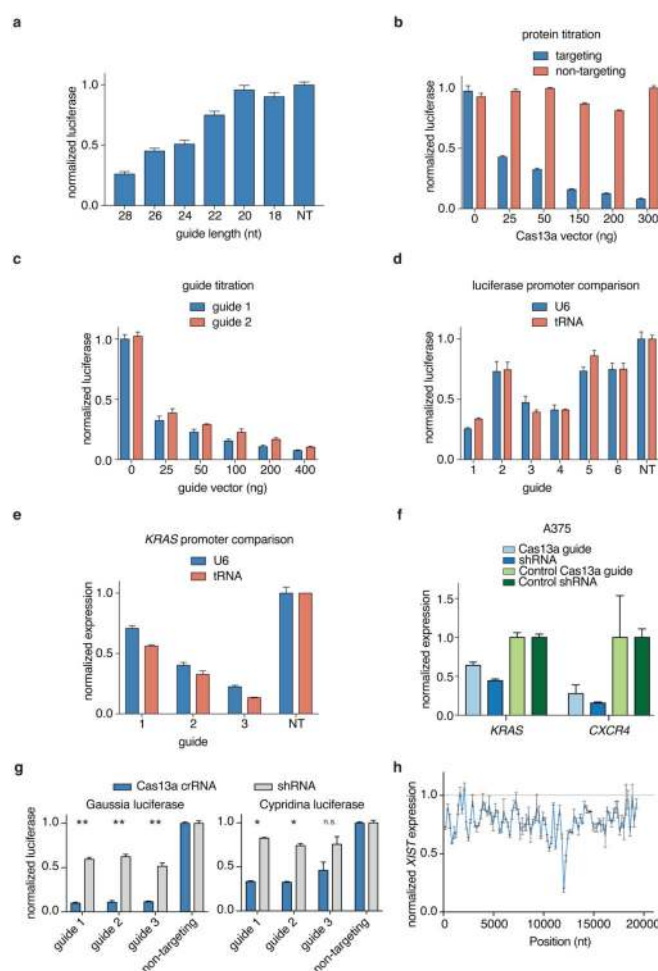 a
normalized luciferase
1.0
0.5
0.0
28 26 24 22 20 18 NT
guide length (nt)
b
protein titration
targeting
non-targeting
normalized luciferase
1.0
0.5
0
0 25 50 150 200 300
Cas13a vector (ng)
c
guide titration
guide 1
guide 2
normalized luciferase
1.0
0.5
0.0
0 25 50 100 200 400
guide vector (ng)
d
luciferase promoter comparison
U6
tRNA
normalized luciferase
1.0
0.5
0.0
1 2 3 4 5 6 NT
guide
e
KRAS promoter comparison
U6
tRNA
normalized expression
1.0
0.5
0.0
1 2 3 NT
guide
f
A375
Cas13a guide
shRNA
Control Cas13a guide
Control shRNA
normalized expression
1.5
1.0
0.5
0
KRAS CXCR4
g
Cas13a crRNA shRNA
Gaussia luciferase
normalized luciferase
1.0
0.5
0
** ** **
guide 1 guide 2 guide 3 non-targeting
Cypridina luciferase
1.0
0.5
0
* * n.s.
guide 1 guide 2 guide 3 non-targeting
h
normalized XIST expression
1.0
0.5
0.0
0 5000 10000 15000 20000
Position (nt)